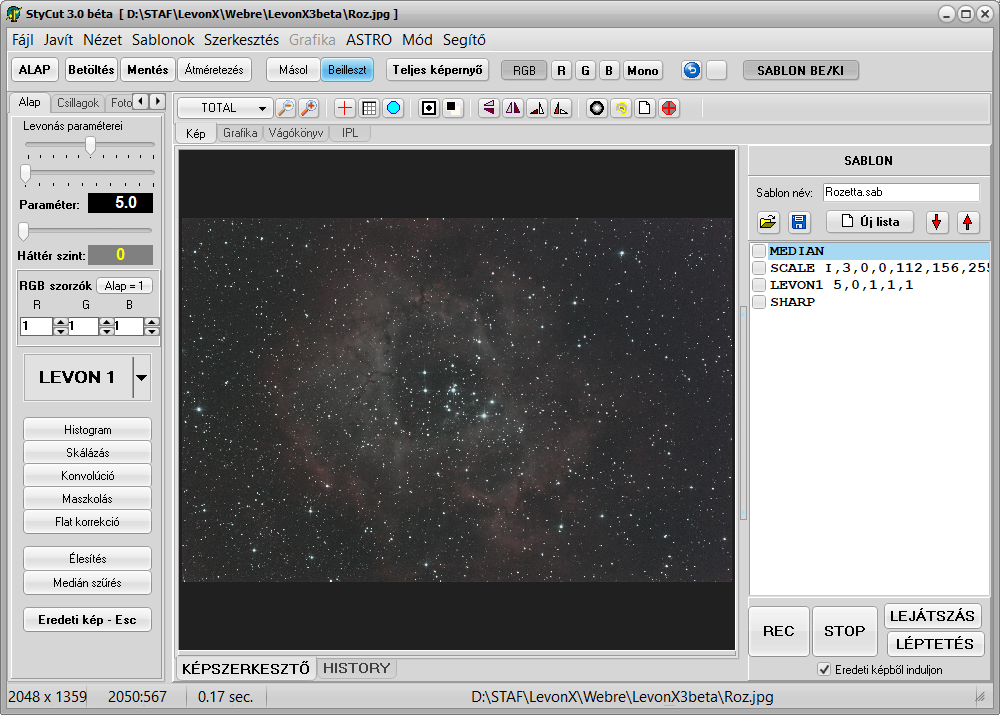 StyCut 3.0 béta [ D:\STAF\LevonX\Webre\LevonX3beta\Roz.jpg ]
Fájl Javít Nézet Sablonok Szerkesztés Grafika ASTRO Mód Segítő
ALAP Betöltés Mentés Átméretezés Másol Beilleszt Teljes képernyő RGB R G B Mono SABLON BE/KI
Alap Csillagok Foto
TOTAL
Kép Grafika Vágókönyv IPL
Levonás paraméterei
Paraméter: 5.0
Háttér szint: 0
RGB szorzók Alap = 1
R G B
1 1 1
LEVON 1
Histogram
Skálázás
Konvolúció
Maszkolás
Flat korrekció
Élesítés
Medián szűrés
Eredeti kép - Esc
SABLON
Sablon név: Rozetta.sab
Új lista
MEDIAN
SCALE I,3,0,0,112,156,255
LEVON1 5,0,1,1,1
SHARP
REC STOP LEJÁTSZÁS
LÉPTETÉS
Eredeti képből induljon
KÉPSZERKESZTŐ HISTORY
2048 x 1359 2050:567 0.17 sec. D:\STAF\LevonX\Webre\LevonX3beta\Roz.jpg